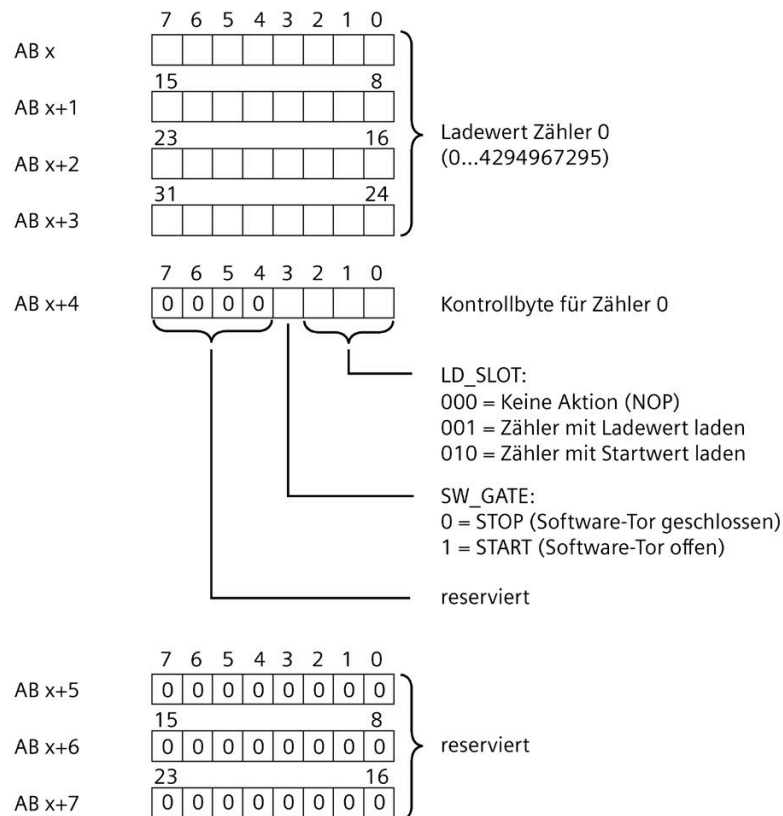 7 6 5 4 3 2 1 0
AB x
15 8
AB x+1
23 16
AB x+2
31 24
AB x+3
Ladewert Zähler 0
(0...4294967295)
7 6 5 4 3 2 1 0
AB x+4 0 0 0 0 Kontrollbyte für Zähler 0
LD_SLOT:
000 = Keine Aktion (NOP)
001 = Zähler mit Ladewert laden
010 = Zähler mit Startwert laden
SW_GATE:
0 = STOP (Software-Tor geschlossen)
1 = START (Software-Tor offen)
reserviert
7 6 5 4 3 2 1 0
AB x+5 0 0 0 0 0 0 0 0
15 8
AB x+6 0 0 0 0 0 0 0 0 reserviert
23 16
AB x+7 0 0 0 0 0 0 0 0